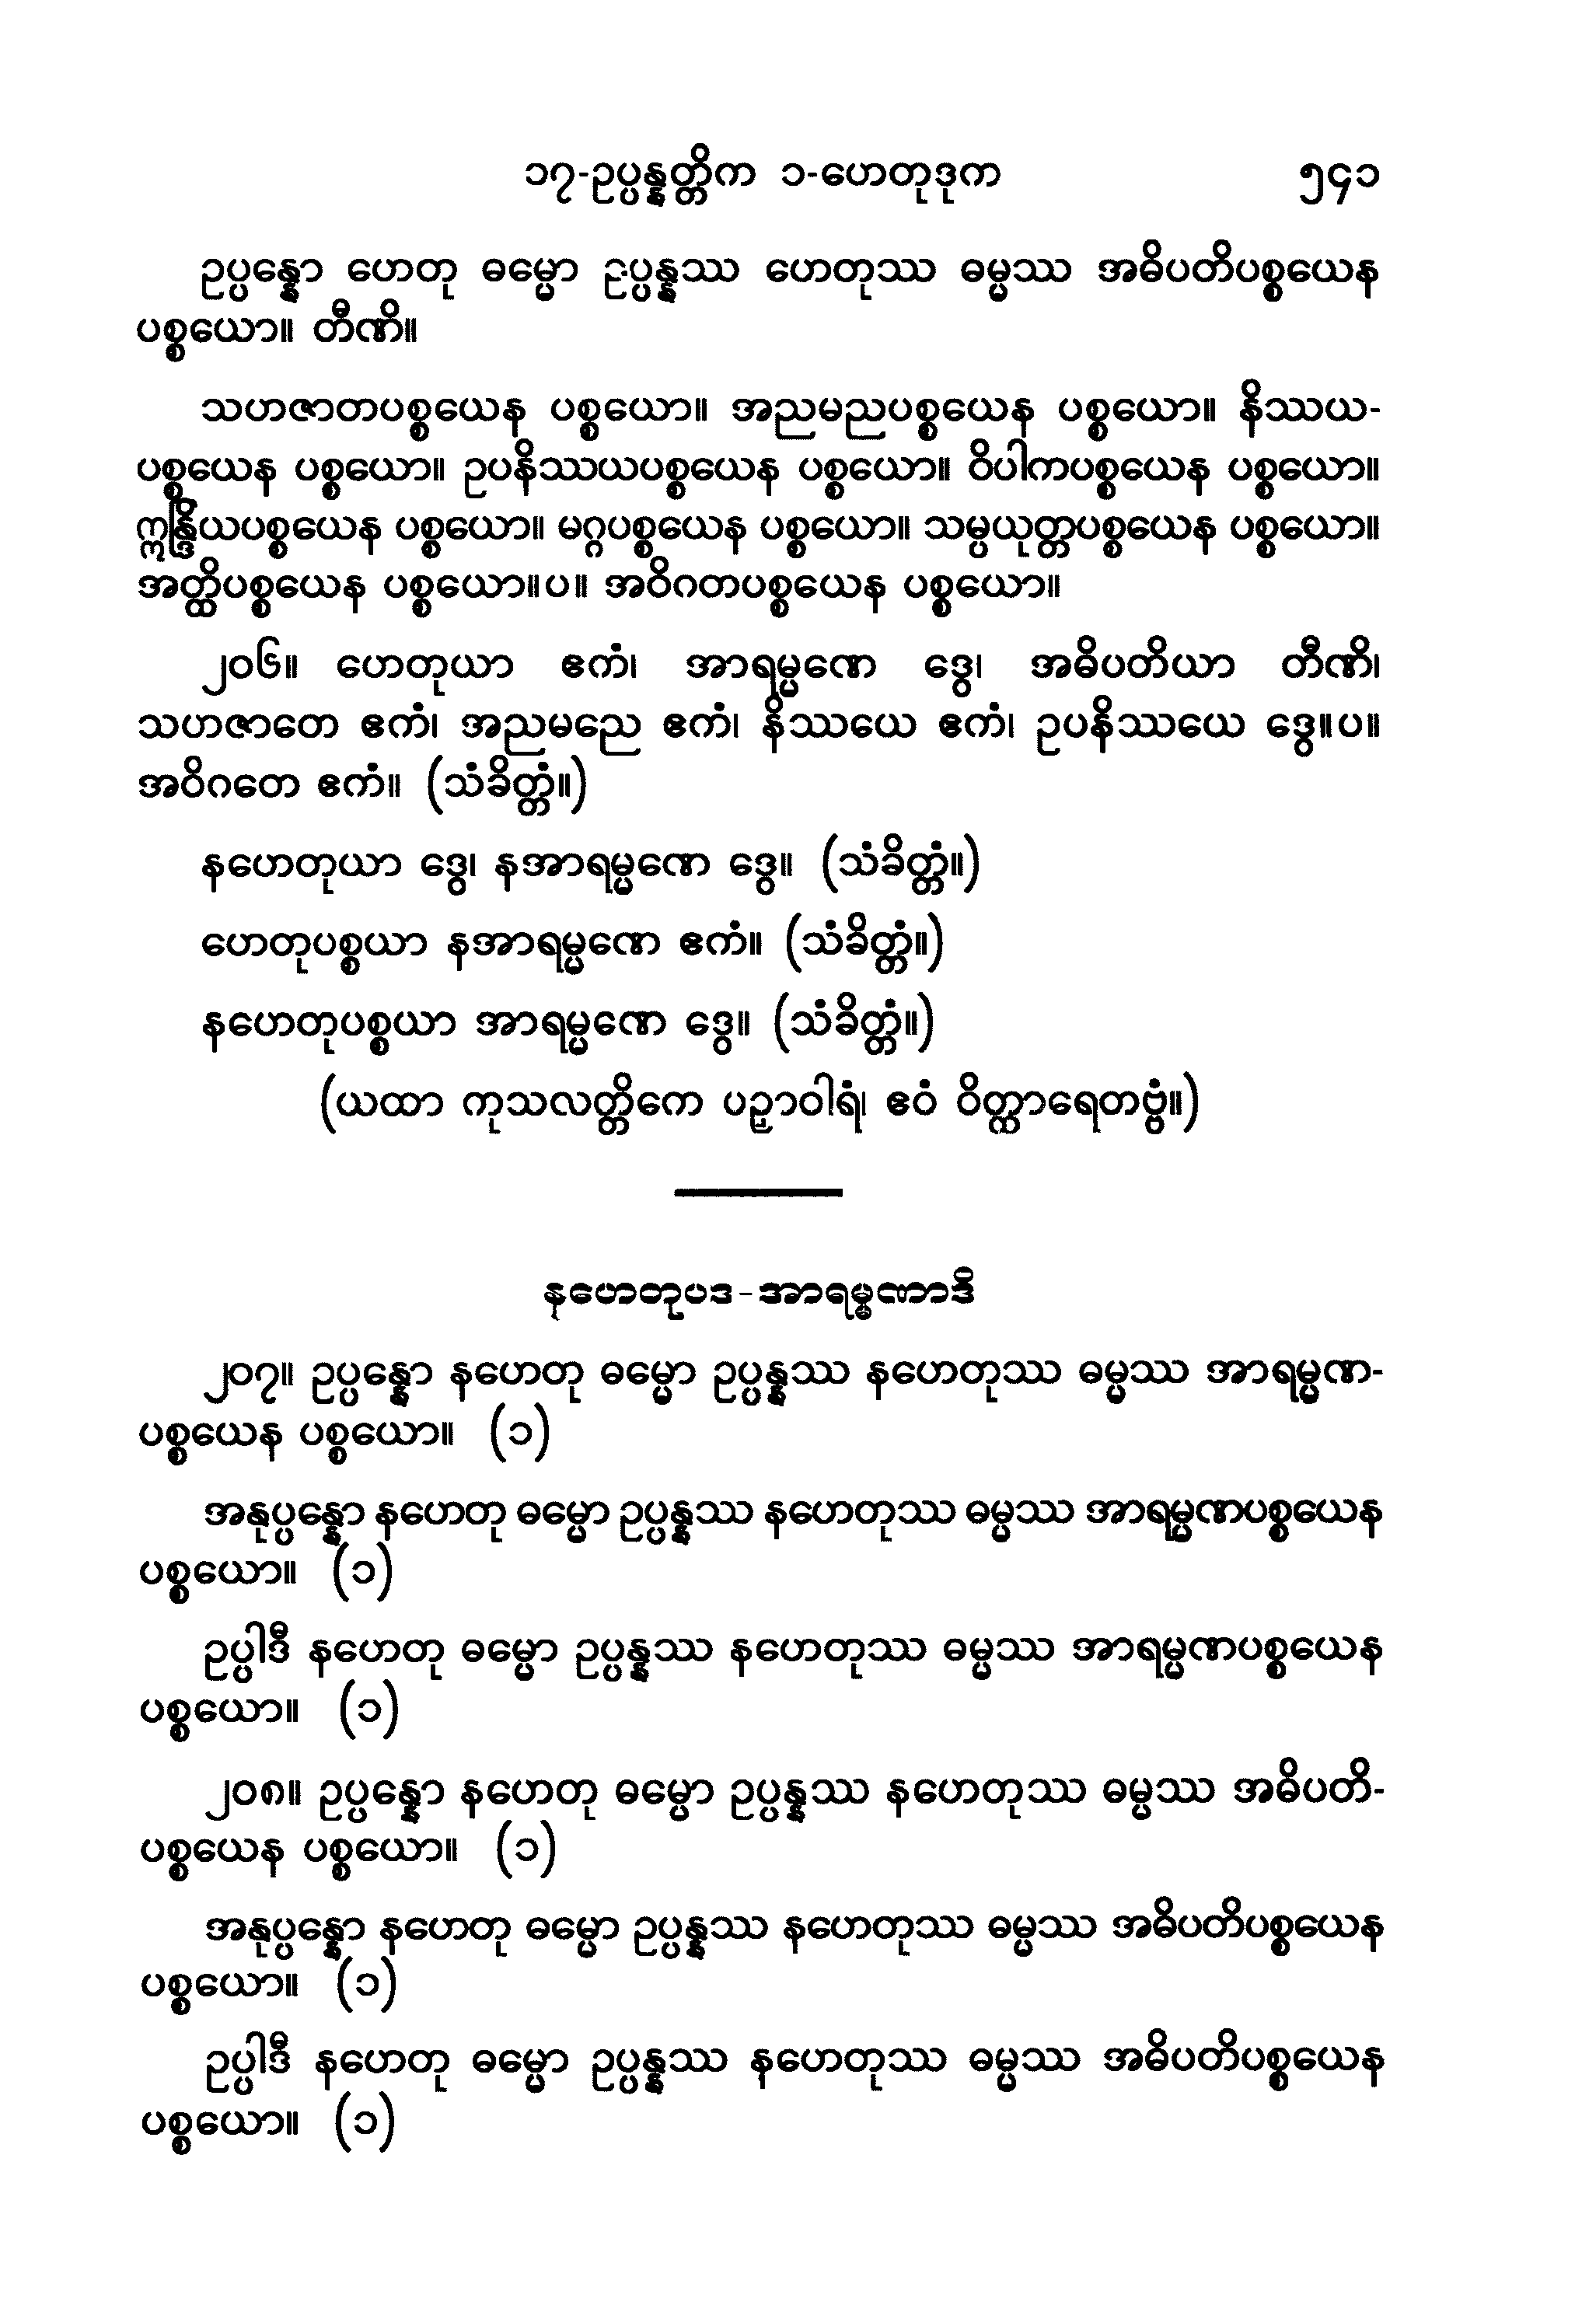 ၁၇-ဥပ္ပန္နတ္တိက ၁-ဟေတုဒုက ၅၄၁
ဥပ္ပန္နော ဟေတု ဓမ္မော ဥပ္ပန္နဿ ဟေတုဿ ဓမ္မဿ အဓိပတိပစ္စယေန
ပစ္စယော။ တီဏိ။
သဟဇာတပစ္စယေန ပစ္စယော။ အညမညပစ္စယေန ပစ္စယော။ နိဿယ-
ပစ္စယေန ပစ္စယော။ ဥပနိဿယပစ္စယေန ပစ္စယော။ ဝိပါကပစ္စယေန ပစ္စယော။
ဣန္ဒြိယပစ္စယေန ပစ္စယော။ မဂ္ဂပစ္စယေန ပစ္စယော။ သမ္ပယုတ္တပစ္စယေန ပစ္စယော။
အတ္ထိပစ္စယေန ပစ္စယော။ပ။ အဝိဂတပစ္စယေန ပစ္စယော။
၂၀၆။ ဟေတုယာ ဧကံ၊ အာရမ္မဏေ ဒွေ၊ အဓိပတိယာ တီဏိ၊
သဟဇာတေ ဧကံ၊ အညမညေ ဧကံ၊ နိဿယေ ဧကံ၊ ဥပနိဿယေ ဒွေ။ပ။
အဝိဂတေ ဧကံ။ (သံခိတ္တံ။)
နဟေတုယာ ဒွေ၊ နအာရမ္မဏေ ဒွေ။ (သံခိတ္တံ။)
ဟေတုပစ္စယာ နအာရမ္မဏေ ဧကံ။ (သံခိတ္တံ။)
နဟေတုပစ္စယာ အာရမ္မဏေ ဒွေ။ (သံခိတ္တံ။)
(ယထာ ကုသလတ္တိကေ ပဉှာဝါရံ၊ ဧဝံ ဝိတ္ထာရေတဗ္ဗံ။)
နဟေတုပဒ-အာရမ္မဏာဒိ
၂၀၇။ ဥပ္ပန္နော နဟေတု ဓမ္မော ဥပ္ပန္နဿ နဟေတုဿ ဓမ္မဿ အာရမ္မဏ-
ပစ္စယေန ပစ္စယော။ (၁)
အနုပ္ပန္နော နဟေတု ဓမ္မော ဥပ္ပန္နဿ နဟေတုဿ ဓမ္မဿ အာရမ္မဏပစ္စယေန
ပစ္စယော။ (၁)
ဥပ္ပါဒီ နဟေတု ဓမ္မော ဥပ္ပန္နဿ နဟေတုဿ ဓမ္မဿ အာရမ္မဏပစ္စယေန
ပစ္စယော။ (၁)
၂၀၈။ ဥပ္ပန္နော နဟေတု ဓမ္မော ဥပ္ပန္နဿ နဟေတုဿ ဓမ္မဿ အဓိပတိ-
ပစ္စယေန ပစ္စယော။ (၁)
အနုပ္ပန္နော နဟေတု ဓမ္မော ဥပ္ပန္နဿ နဟေတုဿ ဓမ္မဿ အဓိပတိပစ္စယေန
ပစ္စယော။ (၁)
ဥပ္ပါဒီ နဟေတု ဓမ္မော ဥပ္ပန္နဿ နဟေတုဿ ဓမ္မဿ အဓိပတိပစ္စယေန
ပစ္စယော။ (၁)